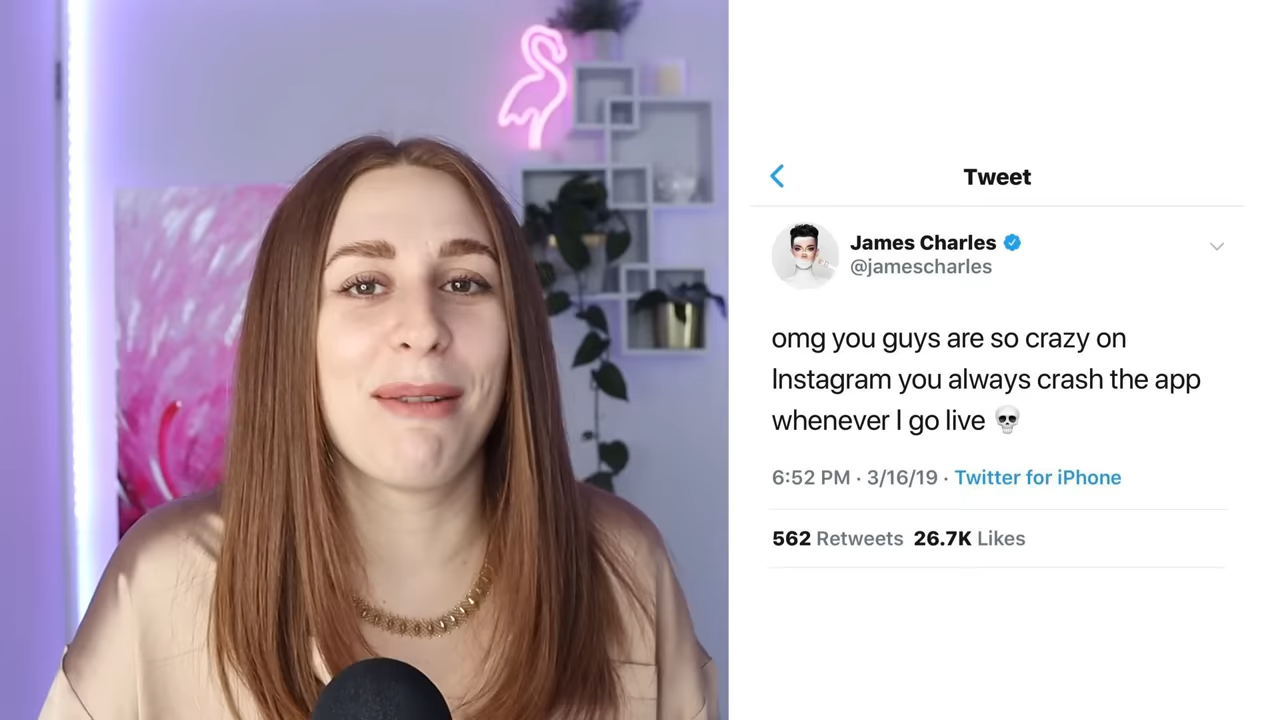 Tweet
James Charles
@jamescharles
omg you guys are so crazy on
Instagram you always crash the app
whenever I go live 💀
6:52 PM · 3/16/19 · Twitter for iPhone
562 Retweets 26.7K Likes